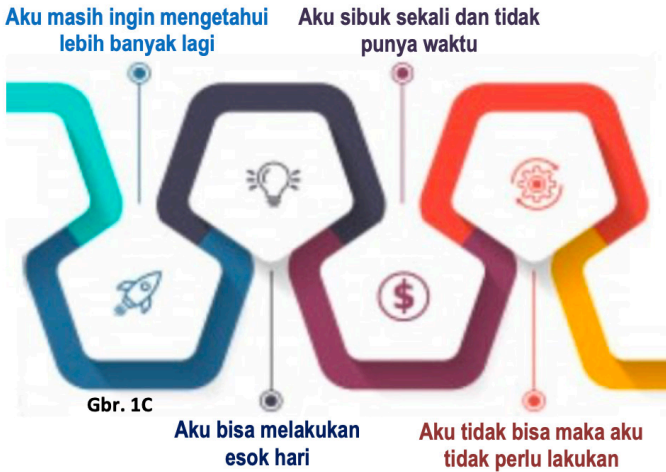 Aku masih ingin mengetahui
lebih banyak lagi
Aku sibuk sekali dan tidak
punya waktu
$
Gbr. 1C
Aku bisa melakukan
esok hari
Aku tidak bisa maka aku
tidak perlu lakukan